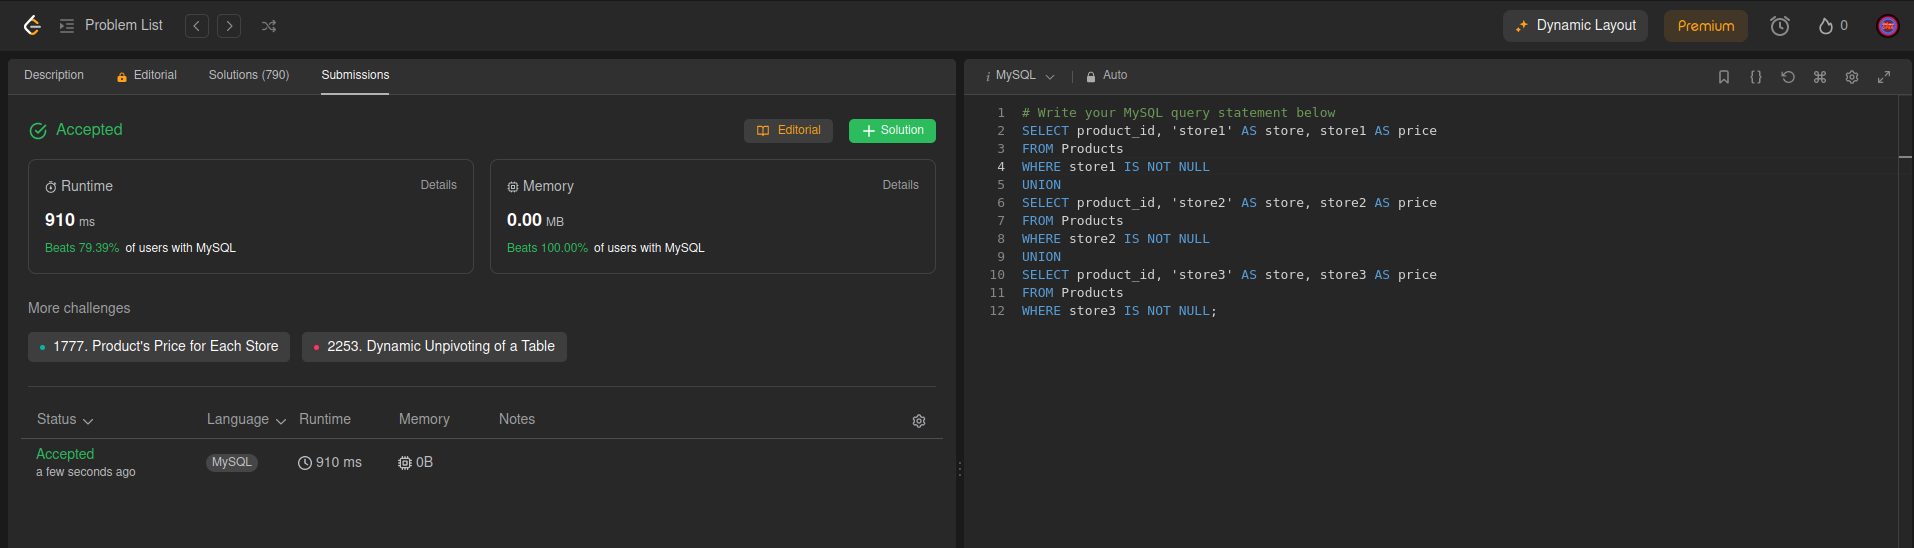 Problem List
Dynamic Layout
Premium
0
Description
Editorial
Solutions (790)
Submissions
Accepted
Editorial
Solution
Runtime
Details
910 ms
Beats 79.39% of users with MySQL
Memory
Details
0.00 MB
Beats 100.00% of users with MySQL
More challenges
1777. Product's Price for Each Store
2253. Dynamic Unpivoting of a Table
Status
Language
Runtime
Memory
Notes
Accepted
a few seconds ago
MySQL
910 ms
0B
i MySQL
Auto
1 # Write your MySQL query statement below
2 SELECT product_id, 'store1' AS store, store1 AS price
3 FROM Products
4 WHERE store1 IS NOT NULL
5 UNION
6 SELECT product_id, 'store2' AS store, store2 AS price
7 FROM Products
8 WHERE store2 IS NOT NULL
9 UNION
10 SELECT product_id, 'store3' AS store, store3 AS price
11 FROM Products
12 WHERE store3 IS NOT NULL;